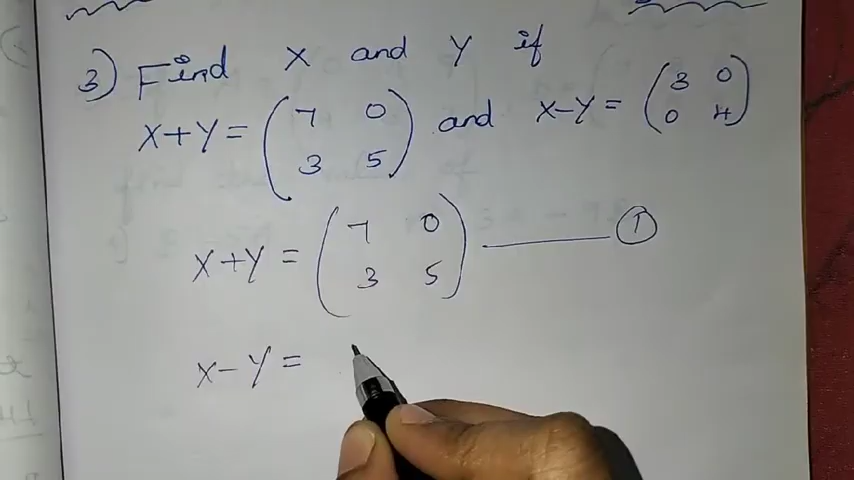 3) Find X and Y if
X+Y = (7 0 and X-Y = (3 0
3 5) 0 4)
X+Y = (7 0 ——— ①
3 5)
X-Y =